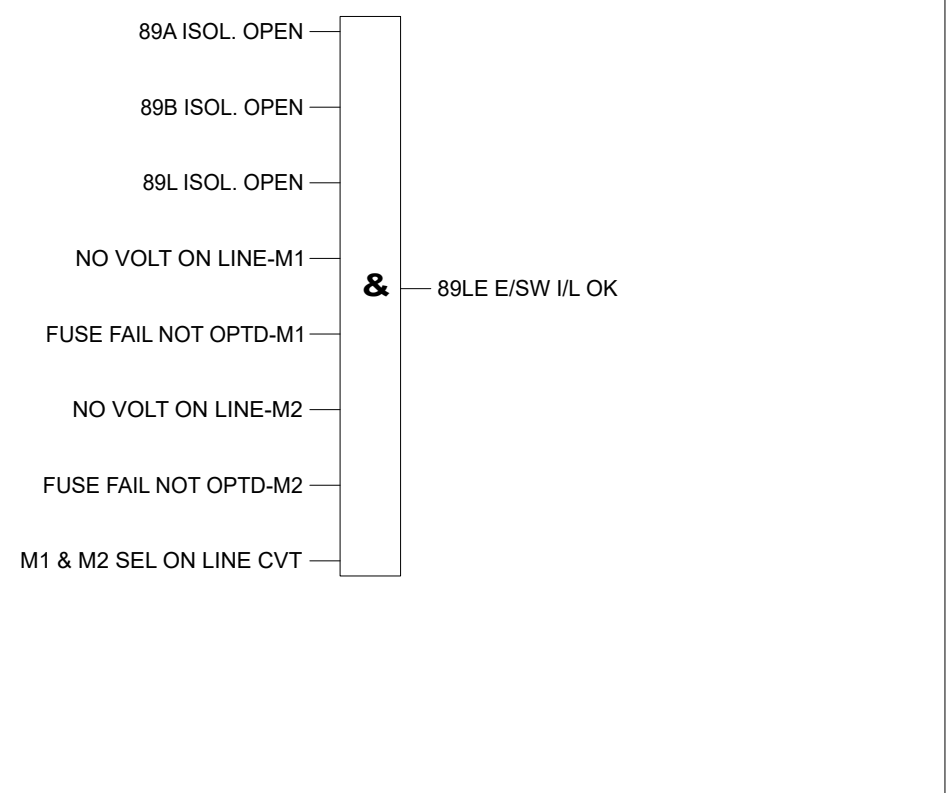 89A ISOL. OPEN
89B ISOL. OPEN
89L ISOL. OPEN
NO VOLT ON LINE-M1
&
89LE E/SW I/L OK
FUSE FAIL NOT OPTD-M1
NO VOLT ON LINE-M2
FUSE FAIL NOT OPTD-M2
M1 & M2 SEL ON LINE CVT